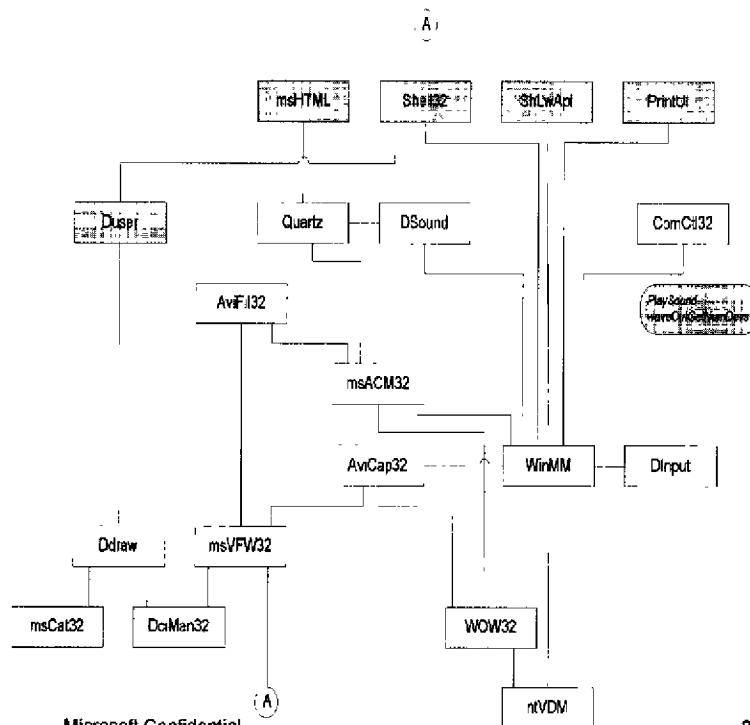 A
msHTML
Shell32
ShLwApi
PrintUI
Duser
Quartz
DSound
ComCtl32
AviFil32
PlaySound
waveOutGetNumDevs
msACM32
AviCap32
WinMM
DInput
Ddraw
msVFW32
msCat32
DciMan32
WOW32
A
ntVDM
Microsoft Confidential